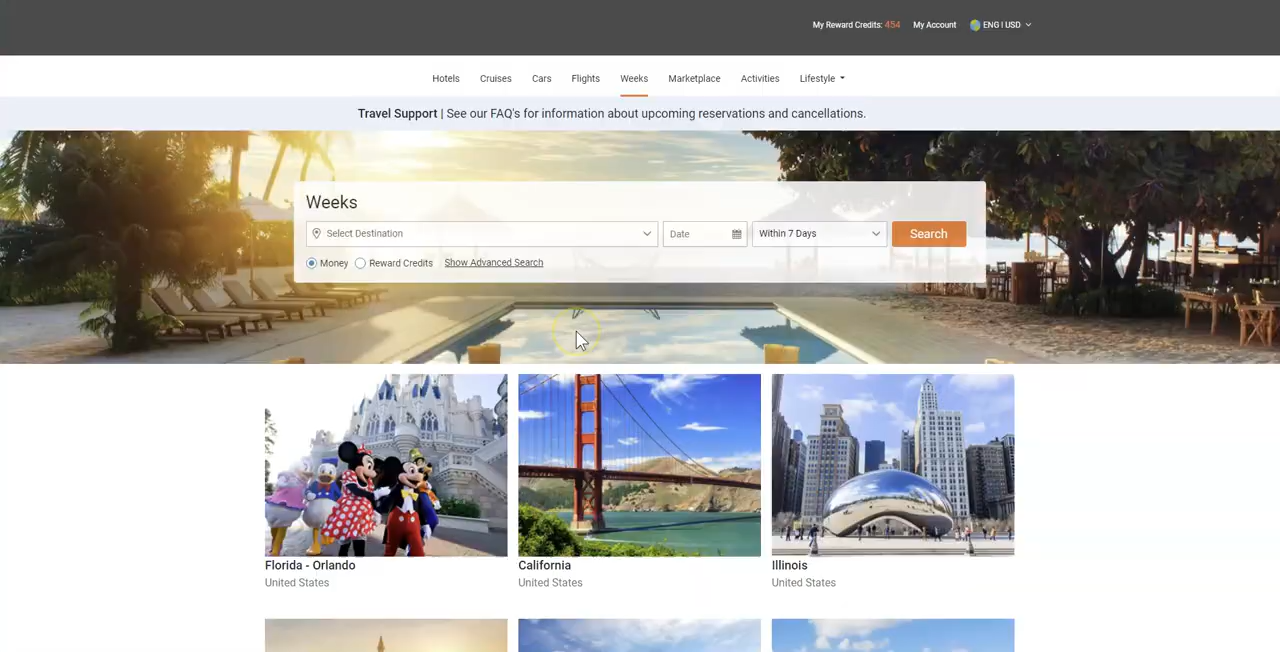 My Reward Credits: 454 My Account ENG | USD
Hotels Cruises Cars Flights Weeks Marketplace Activities Lifestyle
Travel Support | See our FAQ's for information about upcoming reservations and cancellations.
Weeks
Select Destination Date Within 7 Days Search
Money Reward Credits Show Advanced Search
Florida - Orlando California Illinois
United States United States United States